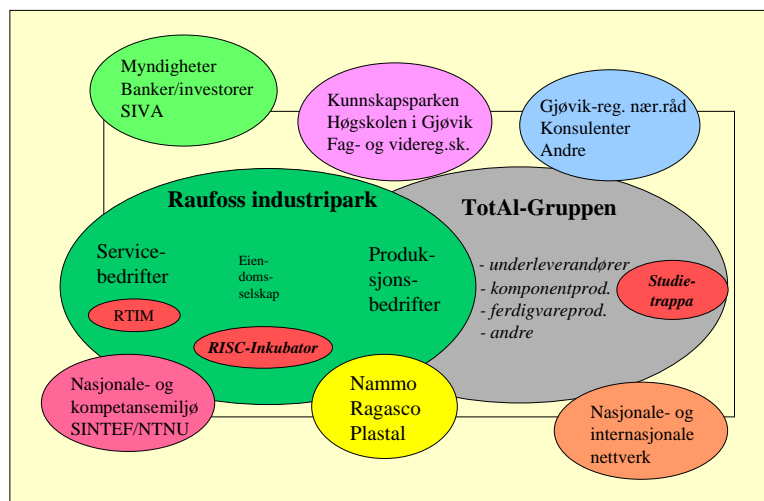 Myndigheter
Banker/investorer
SIVA
Kunnskapsparken
Høgskolen i Gjøvik
Fag- og videreg.sk.
Gjøvik-reg. nær.råd
Konsulenter
Andre
Raufoss industripark
TotAl-Gruppen
Service-
bedrifter
Eien-
doms-
selskap
Produk-
sjons-
bedrifter
- underleverandører
- komponentprod.
- ferdigvareprod.
- andre
Studie-
trappa
RTIM
RISC-Inkubator
Nasjonale- og
kompetansemiljø
SINTEF/NTNU
Nammo
Ragasco
Plastal
Nasjonale- og
internasjonale
nettverk